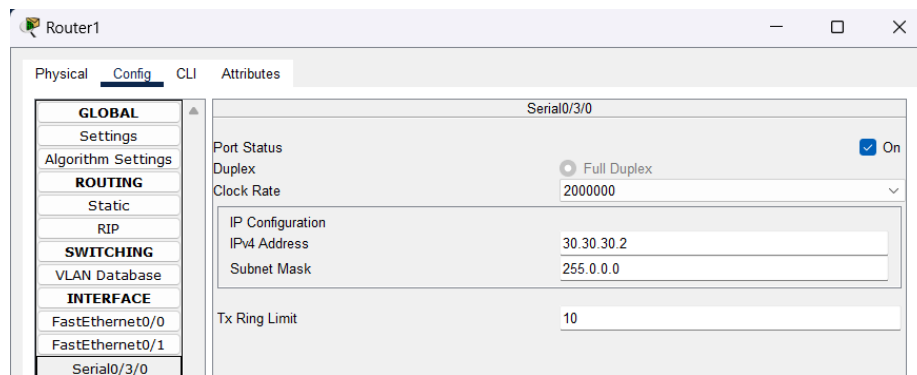 Router1
Physical Config CLI Attributes
GLOBAL
Settings
Algorithm Settings
ROUTING
Static
RIP
SWITCHING
VLAN Database
INTERFACE
FastEthernet0/0
FastEthernet0/1
Serial0/3/0
Serial0/3/0
Port Status On
Duplex Full Duplex
Clock Rate 2000000
IP Configuration
IPv4 Address 30.30.30.2
Subnet Mask 255.0.0.0
Tx Ring Limit 10